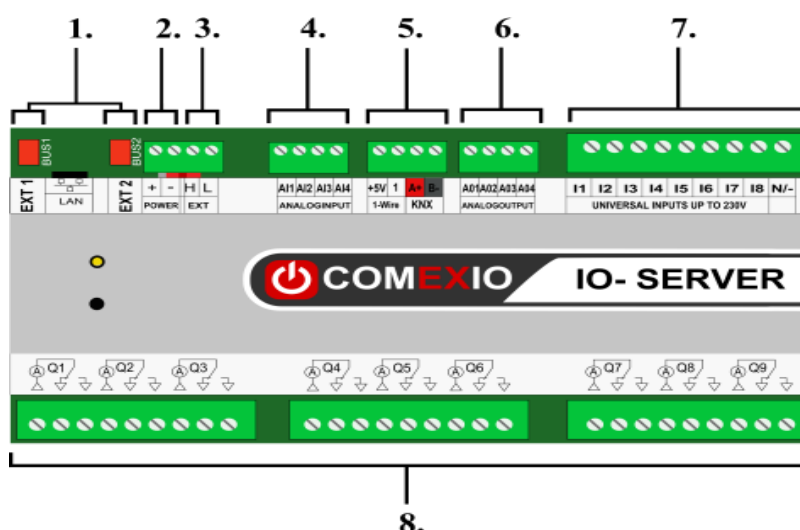 1. 2. 3. 4. 5. 6. 7.
BUS1 BUS2
EXT 1 LAN EXT 2 + - H L AI1 AI2 AI3 AI4 +5V 1 A+ B- A01 A02 A03 A04 I1 I2 I3 I4 I5 I6 I7 I8 N/-
POWER EXT ANALOGINPUT 1-Wire KNX ANALOGOUTPUT UNIVERSAL INPUTS UP TO 230V
COMEXIO IO- SERVER
A Q1 A Q2 A Q3 A Q4 A Q5 A Q6 A Q7 A Q8 A Q9
8.